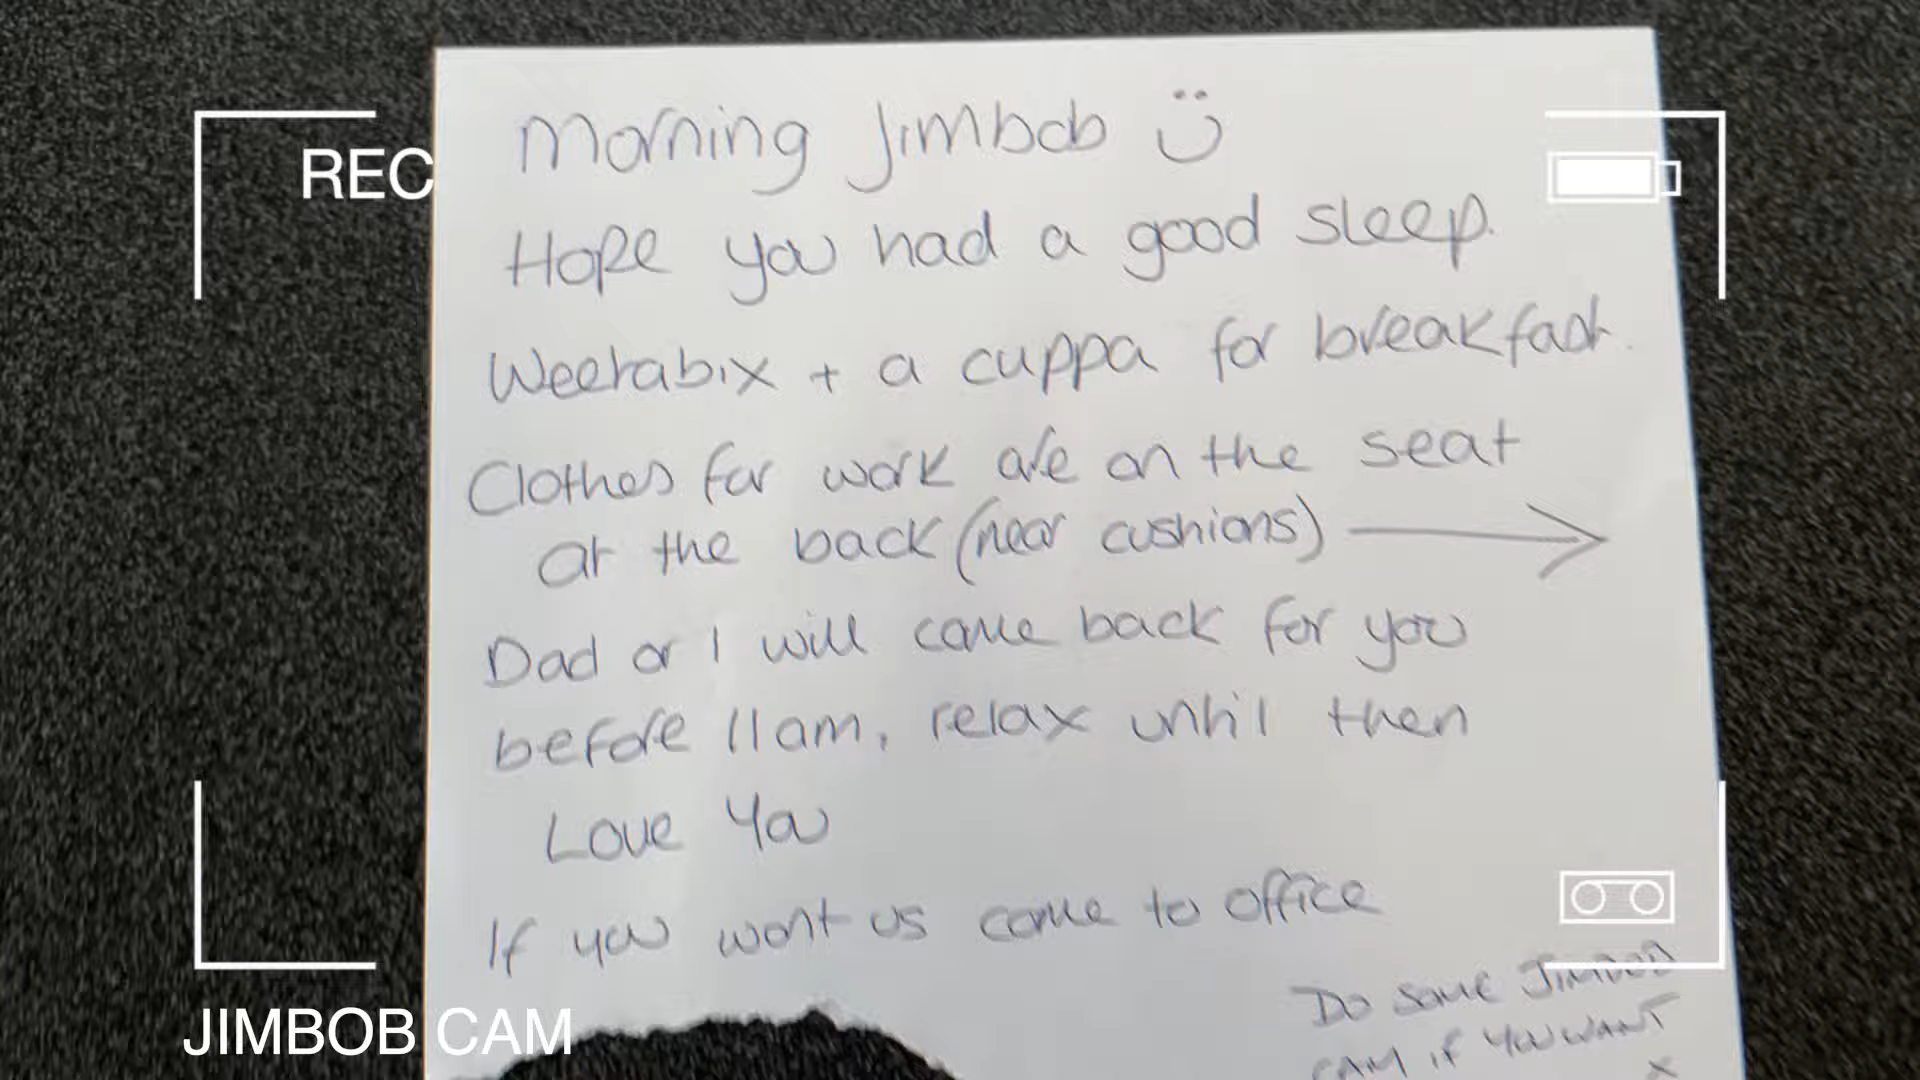 REC
Morning Jimbob
Hope you had a good sleep.
Weetabix + a cuppa for breakfast.
Clothes for work are on the seat
at the back (near cushions)
Dad or I will come back for you
before 11am, relax until then
Love You
If you want us come to office
DO SOME JIMBOB
CAM IF YOU WANT
x
JIMBOB CAM